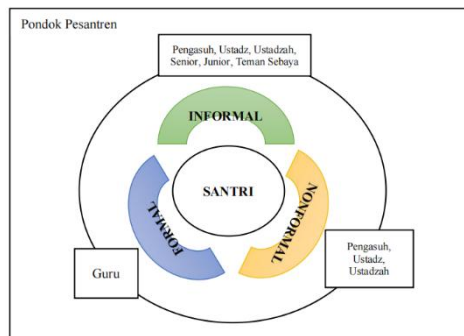 Pondok Pesantren
Pengasuh, Ustadz, Ustadzah,
Senior, Junior, Teman Sebaya
INFORMAL
SANTRI
FORMAL
NONFORMAL
Guru
Pengasuh,
Ustadz,
Ustadzah